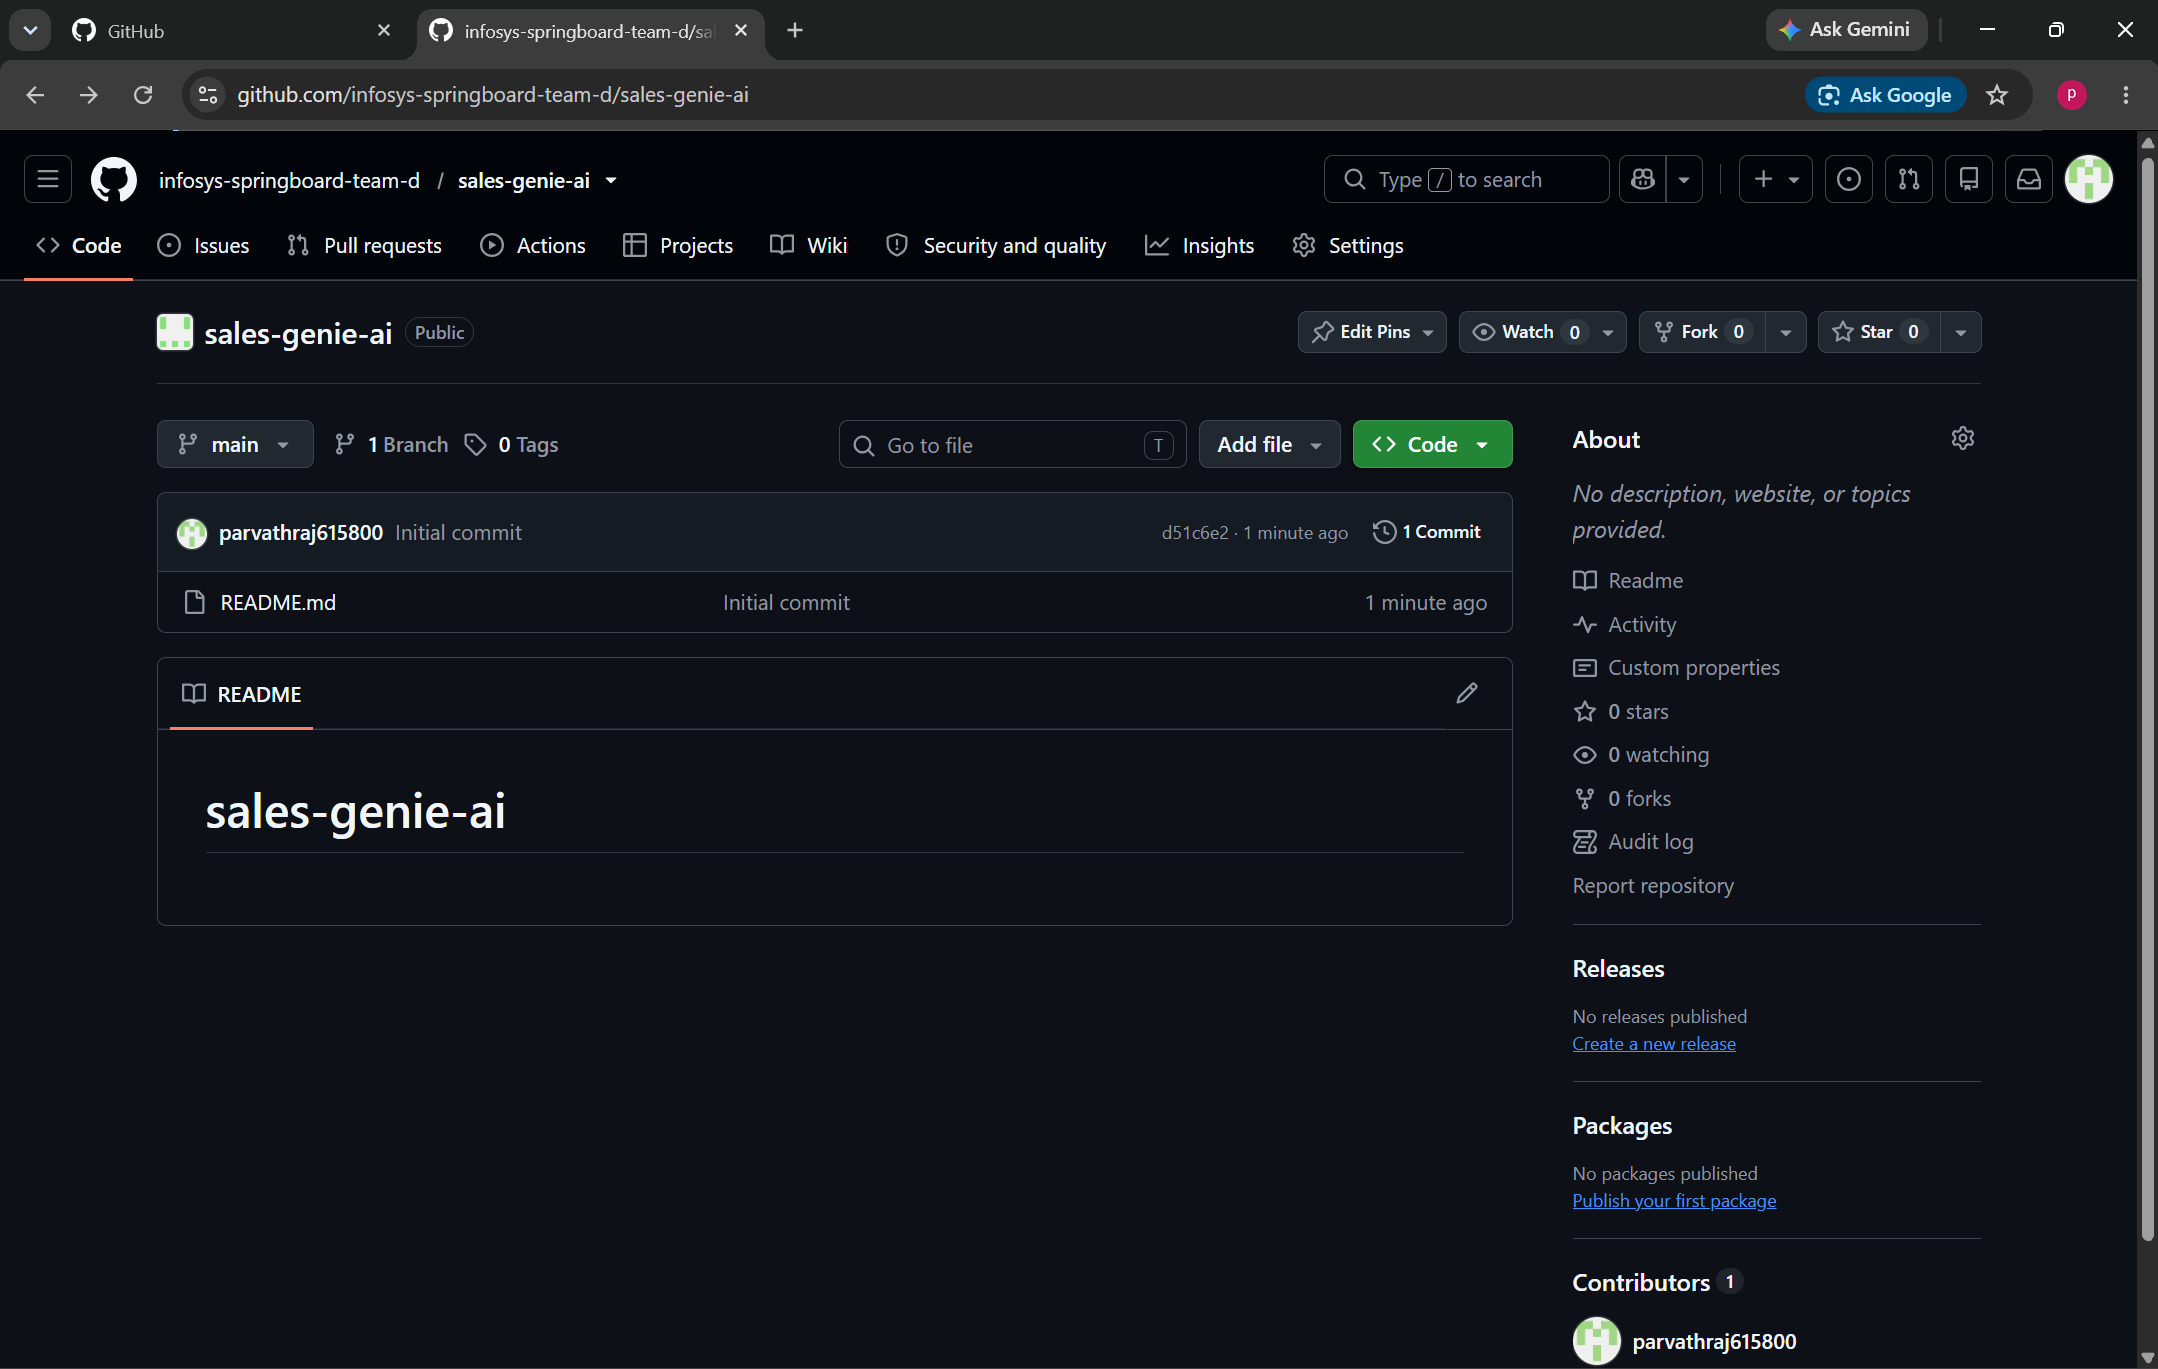 GitHub
infosys-springboard-team-d/sa
Ask Gemini
github.com/infosys-springboard-team-d/sales-genie-ai
Ask Google
p
infosys-springboard-team-d / sales-genie-ai
Type / to search
Code
Issues
Pull requests
Actions
Projects
Wiki
Security and quality
Insights
Settings
sales-genie-ai Public
Edit Pins
Watch 0
Fork 0
Star 0
main
1 Branch
0 Tags
Go to file T
Add file
Code
parvathraj615800 Initial commit
d51c6e2 · 1 minute ago
1 Commit
README.md Initial commit 1 minute ago
README
sales-genie-ai
About
No description, website, or topics
provided.
Readme
Activity
Custom properties
0 stars
0 watching
0 forks
Audit log
Report repository
Releases
No releases published
Create a new release
Packages
No packages published
Publish your first package
Contributors 1
parvathraj615800